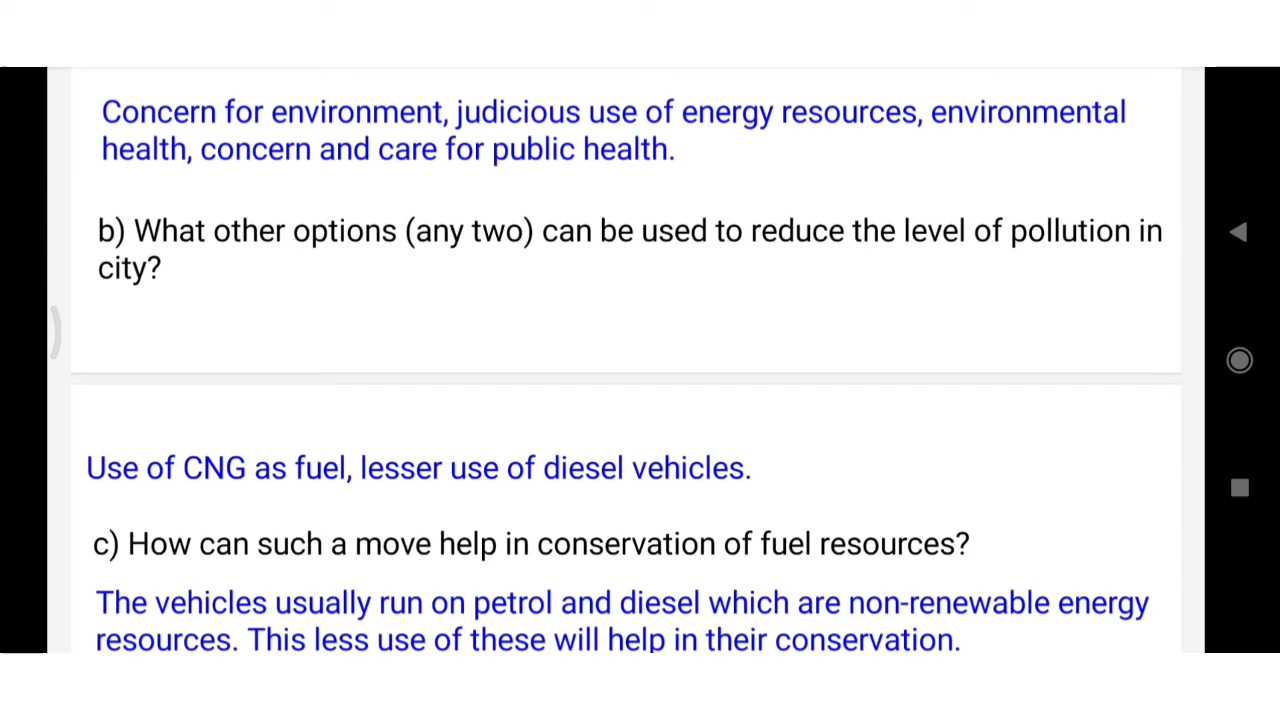 Concern for environment, judicious use of energy resources, environmental
health, concern and care for public health.
b) What other options (any two) can be used to reduce the level of pollution in
city?
Use of CNG as fuel, lesser use of diesel vehicles.
c) How can such a move help in conservation of fuel resources?
The vehicles usually run on petrol and diesel which are non-renewable energy
resources. This less use of these will help in their conservation.